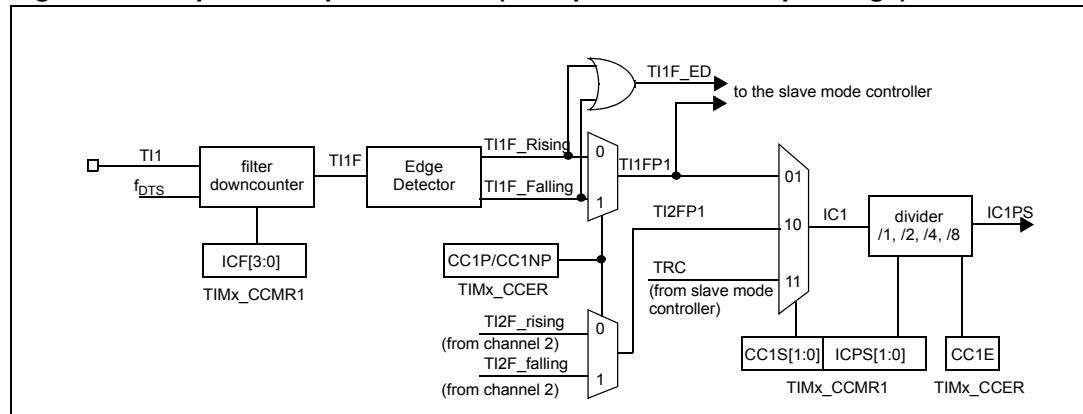 TI1F_ED
to the slave mode controller
TI1
f_DTS
filter
downcounter
TI1F
Edge
Detector
TI1F_Rising
TI1F_Falling
0
1
TI1FP1
TI2FP1
01
10
11
IC1
divider
/1, /2, /4, /8
IC1PS
ICF[3:0]
TIMx_CCMR1
CC1P/CC1NP
TIMx_CCER
TRC
(from slave mode
controller)
TI2F_rising
(from channel 2)
TI2F_falling
(from channel 2)
0
1
CC1S[1:0]
ICPS[1:0]
CC1E
TIMx_CCMR1
TIMx_CCER